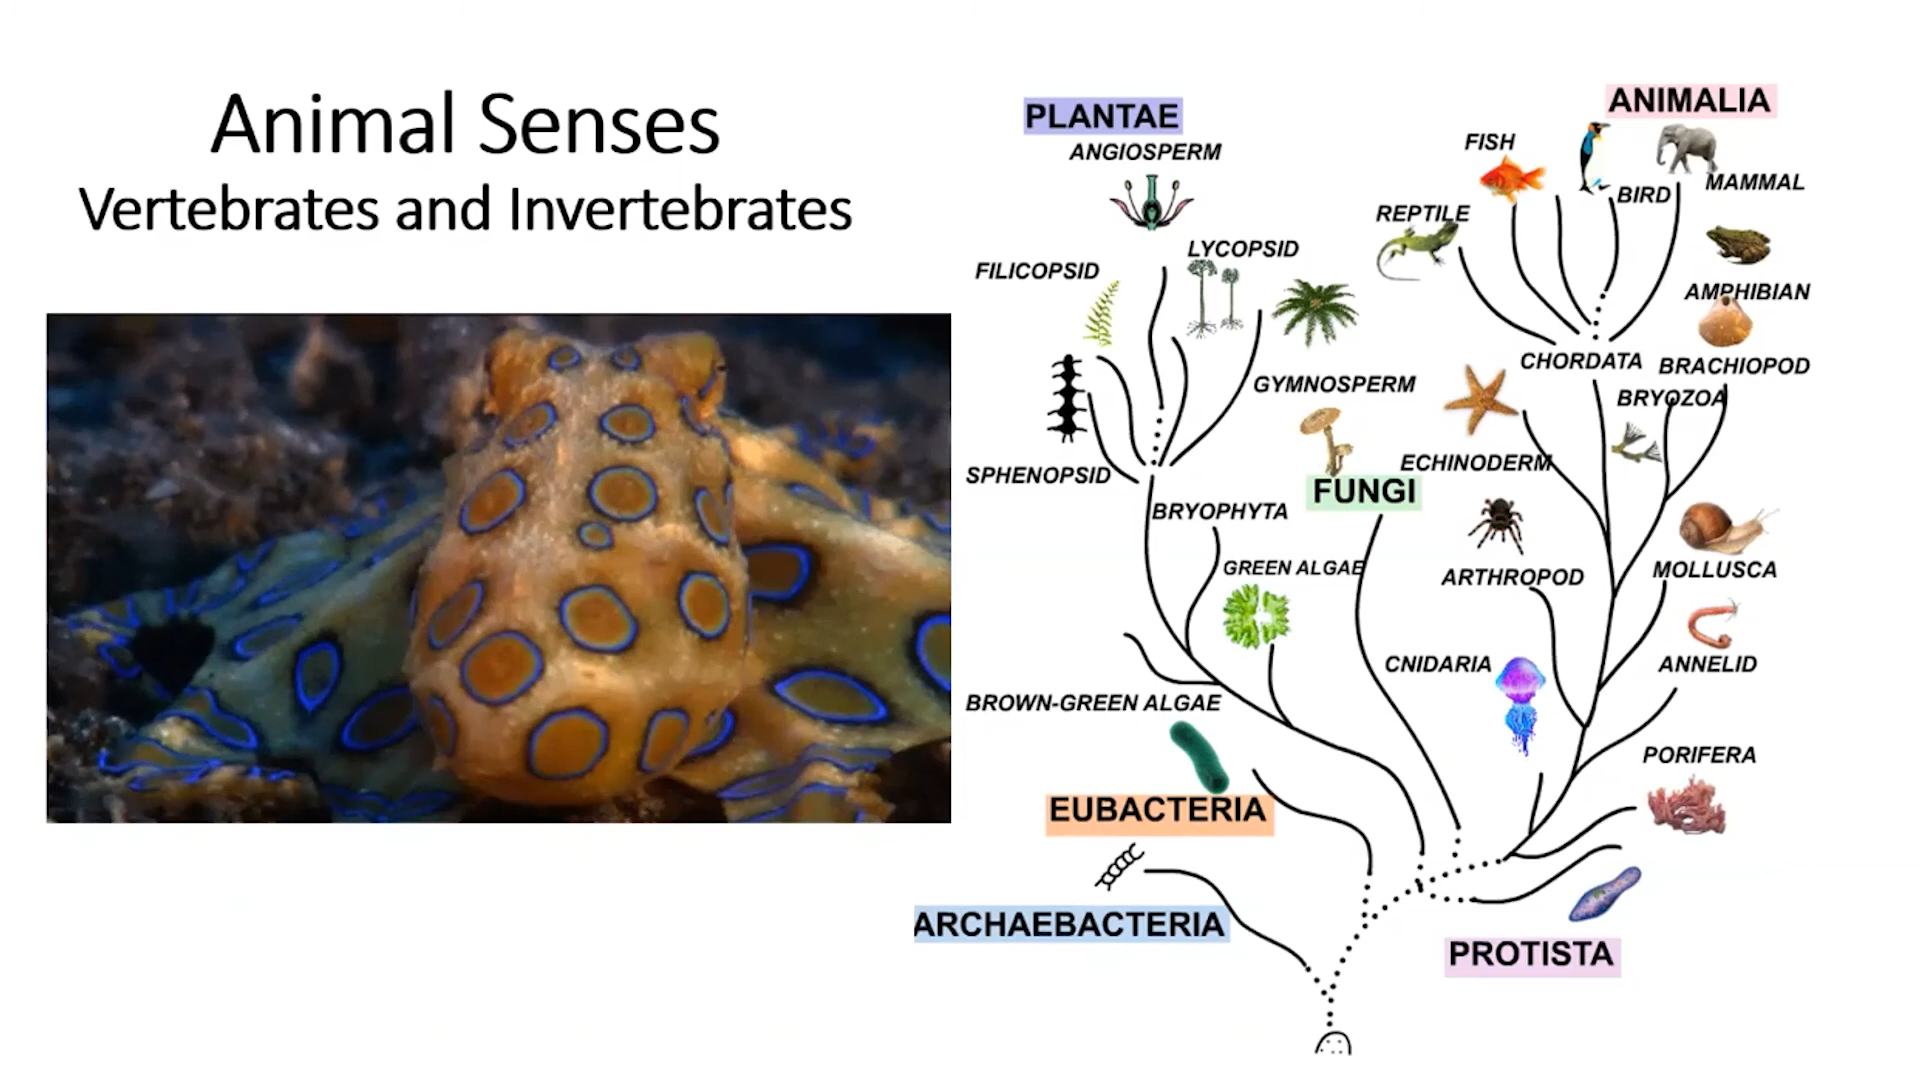 Animal Senses
Vertebrates and Invertebrates
PLANTAE
ANGIOSPERM
LYCOPSID
FILICOPSID
GYMNOSPERM
SPHENOPSID
BRYOPHYTA
GREEN ALGAE
BROWN-GREEN ALGAE
FUNGI
EUBACTERIA
ARCHAEBACTERIA
ANIMALIA
FISH
BIRD
MAMMAL
REPTILE
AMPHIBIAN
CHORDATA
BRACHIOPOD
BRYOZOA
ECHINODERM
ARTHROPOD
MOLLUSCA
CNIDARIA
ANNELID
PORIFERA
PROTISTA